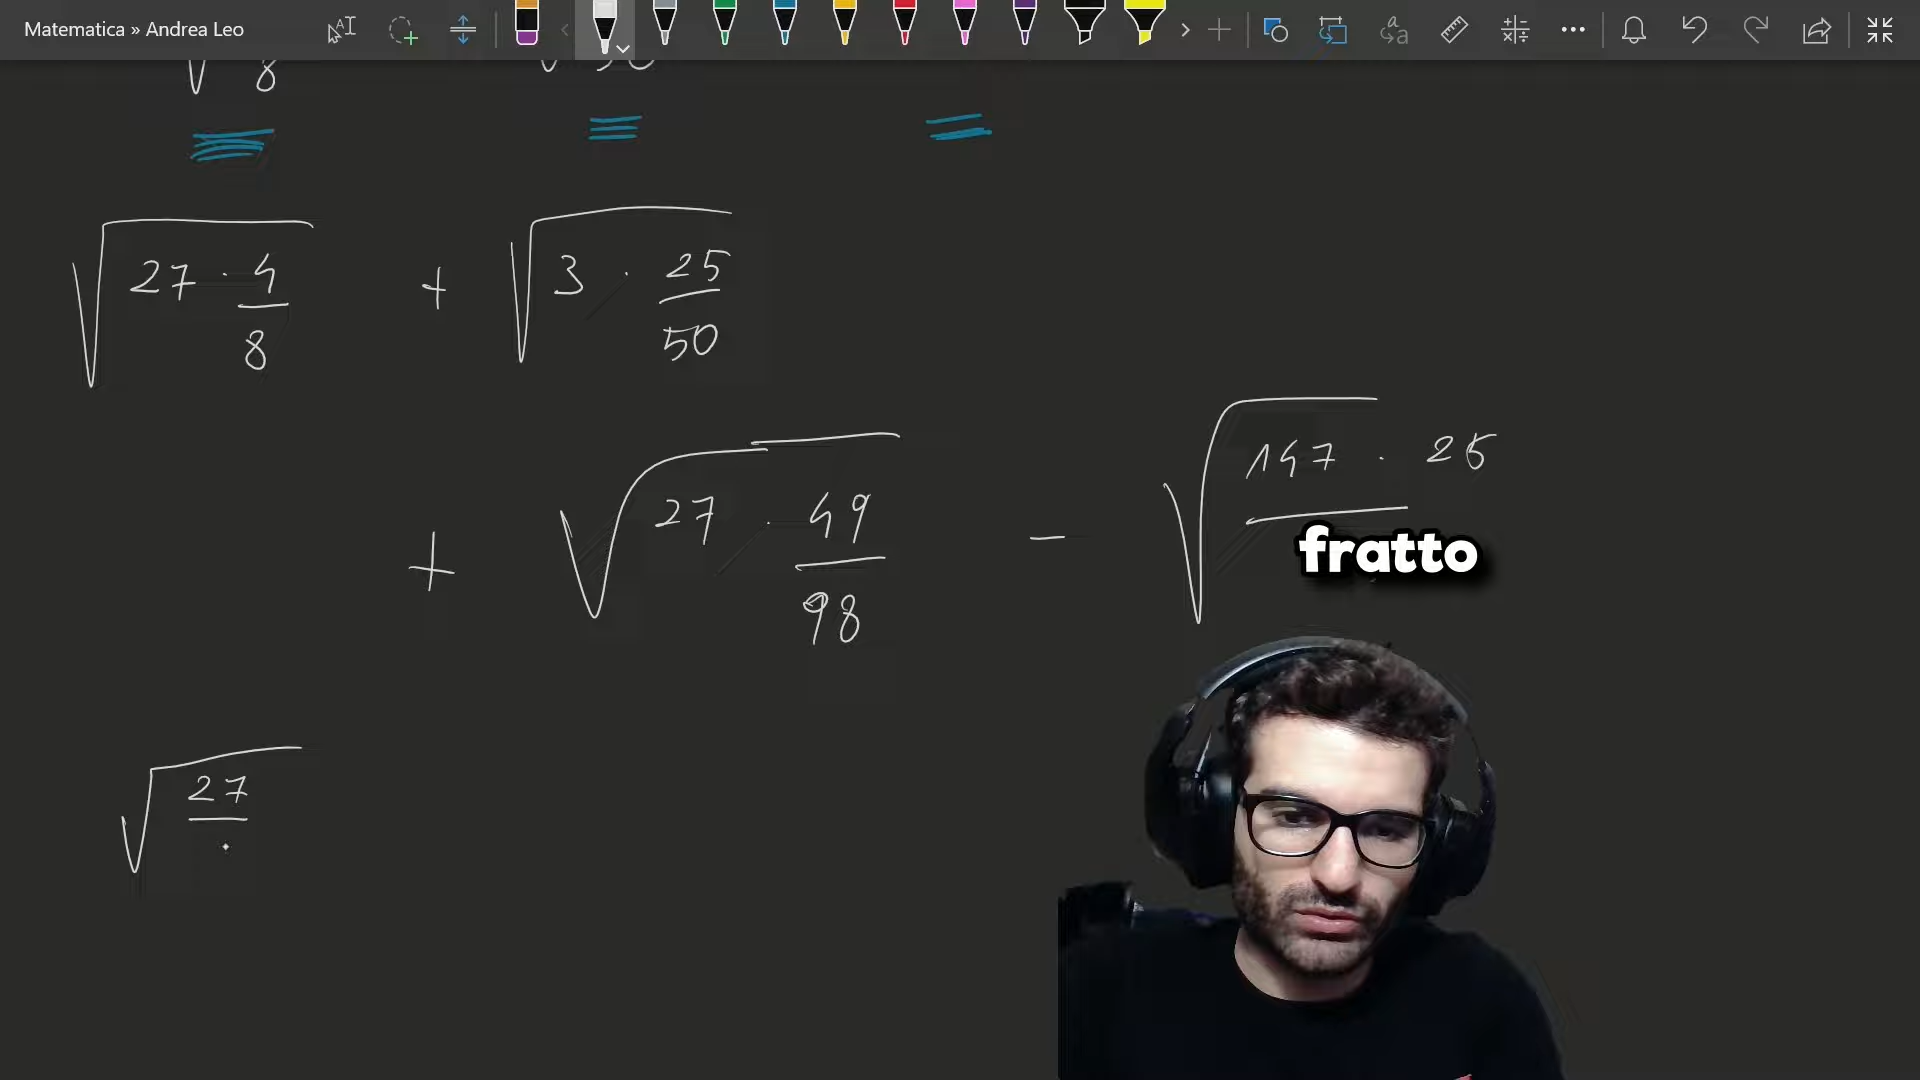 Matematica » Andrea Leo
√ 8
√27 · 4/8 + √3 · 25/50
+ √27 · 49/98 − √147 · 25
fratto
√27